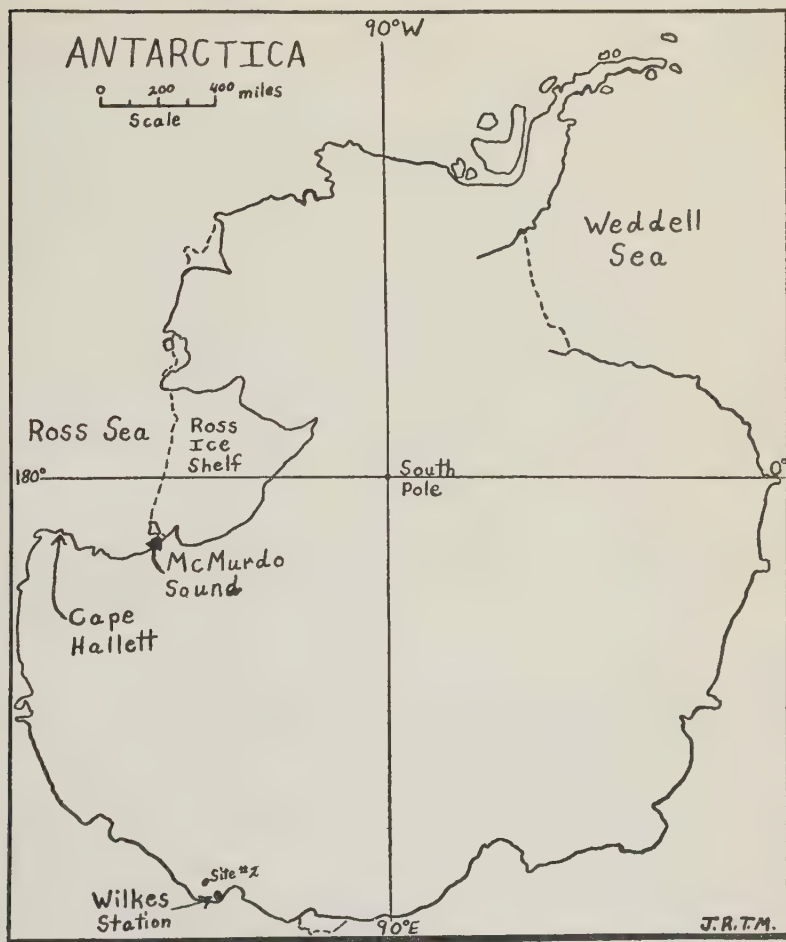 ANTARCTICA
0 200 400 miles
Scale
90°W
Weddell
Sea
Ross Sea
Ross
Ice
Shelf
180°
South
Pole
0°
McMurdo
Sound
Cape
Hallett
Site #2
Wilkes
Station
90°E
J.R.T.M.